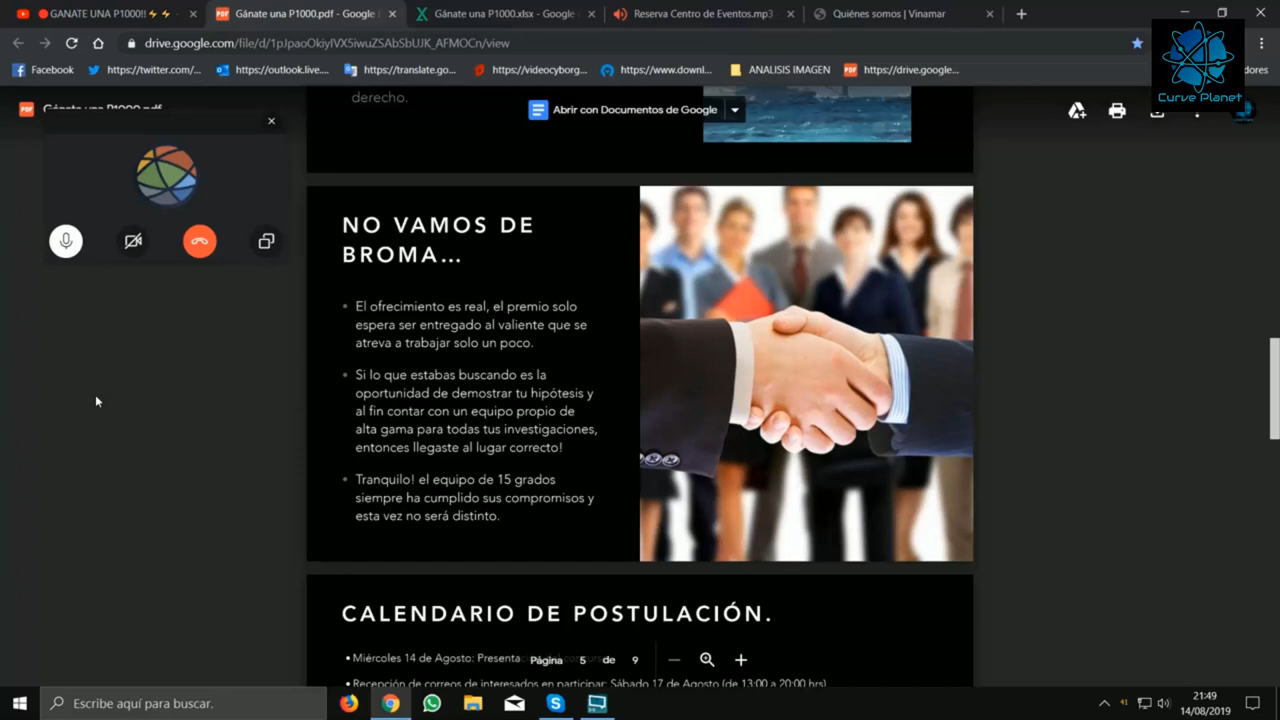 GANATE UNA P1000!!
Gánate una P1000.pdf - Google
Gánate una P1000.xlsx - Google
Reserva Centro de Eventos.mp3
Quiénes somos | Vinamar
Facebook
https://twitter.com/...
https://outlook.live....
https://translate.go...
https://videocyborg...
https://www.downl...
ANALISIS IMAGEN
https://drive.google...
Curve Planet
Gánate una P1000.pdf
derecho.
Abrir con Documentos de Google
NO VAMOS DE
BROMA...
• El ofrecimiento es real, el premio solo
espera ser entregado al valiente que se
atreva a trabajar solo un poco.
• Si lo que estabas buscando es la
oportunidad de demostrar tu hipótesis y
al fin contar con un equipo propio de
alta gama para todas tus investigaciones,
entonces llegaste al lugar correcto!
• Tranquilo! el equipo de 15 grados
siempre ha cumplido sus compromisos y
esta vez no será distinto.
CALENDARIO DE POSTULACIÓN.
• Miércoles 14 de Agosto: Presenta
Página 5 de 9
• Recepción de correos de interesados en participar: Sábado 17 de Agosto (de 13:00 a 20:00 hrs)
Escribe aquí para buscar.
21:49
14/08/2019